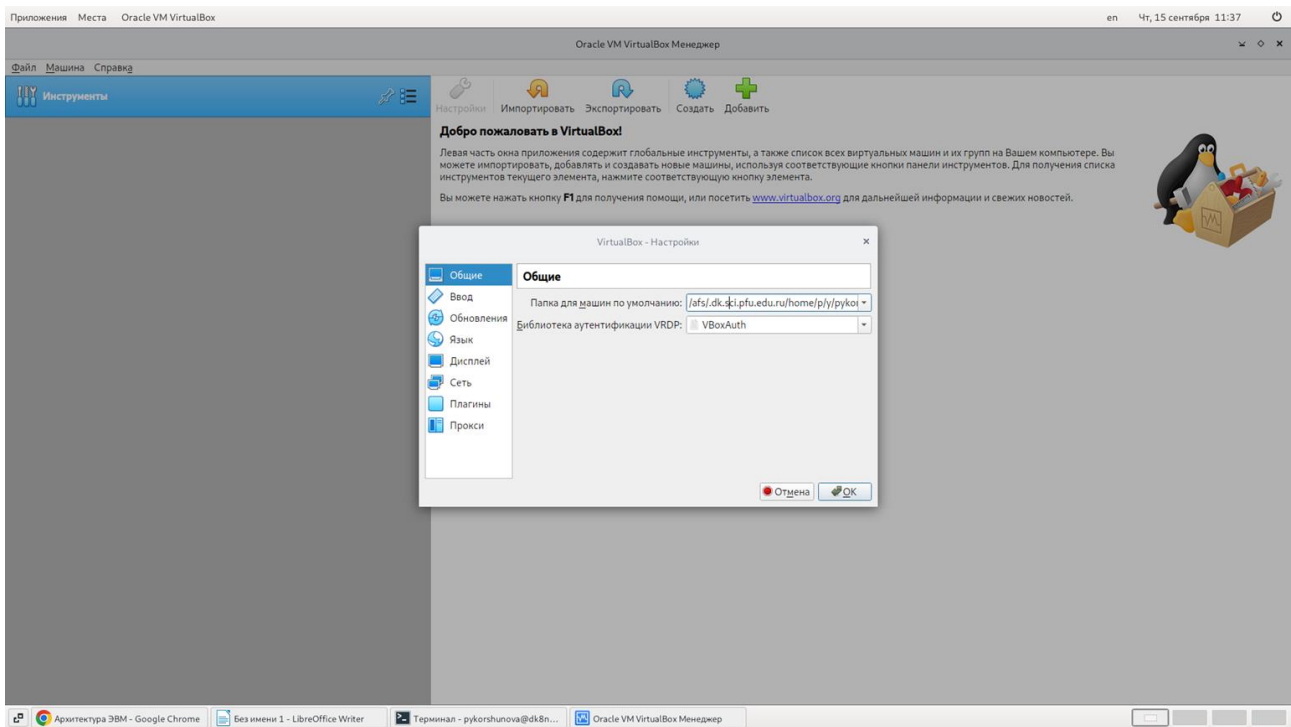 Приложения Места Oracle VM VirtualBox en Чт, 15 сентября 11:37
Oracle VM VirtualBox Менеджер
Файл Машина Справка
Инструменты
Настройки Импортировать Экспортировать Создать Добавить
Добро пожаловать в VirtualBox!
Левая часть окна приложения содержит глобальные инструменты, а также список всех виртуальных машин и их групп на Вашем компьютере. Вы
можете импортировать, добавлять и создавать новые машины, используя соответствующие кнопки панели инструментов. Для получения списка
инструментов текущего элемента, нажмите соответствующую кнопку элемента.
Вы можете нажать кнопку F1 для получения помощи, или посетить www.virtualbox.org для дальнейшей информации и свежих новостей.
VirtualBox - Настройки
Общие
Ввод
Обновления
Язык
Дисплей
Сеть
Плагины
Прокси
Общие
Папка для машин по умолчанию: /afs/.dk.sci.pfu.edu.ru/home/p/y/pykor
Библиотека аутентификации VRDP: VBoxAuth
Отмена OK
Архитектура ЭВМ - Google Chrome Без имени 1 - LibreOffice Writer Терминал - pykorshunova@dk8n... Oracle VM VirtualBox Менеджер